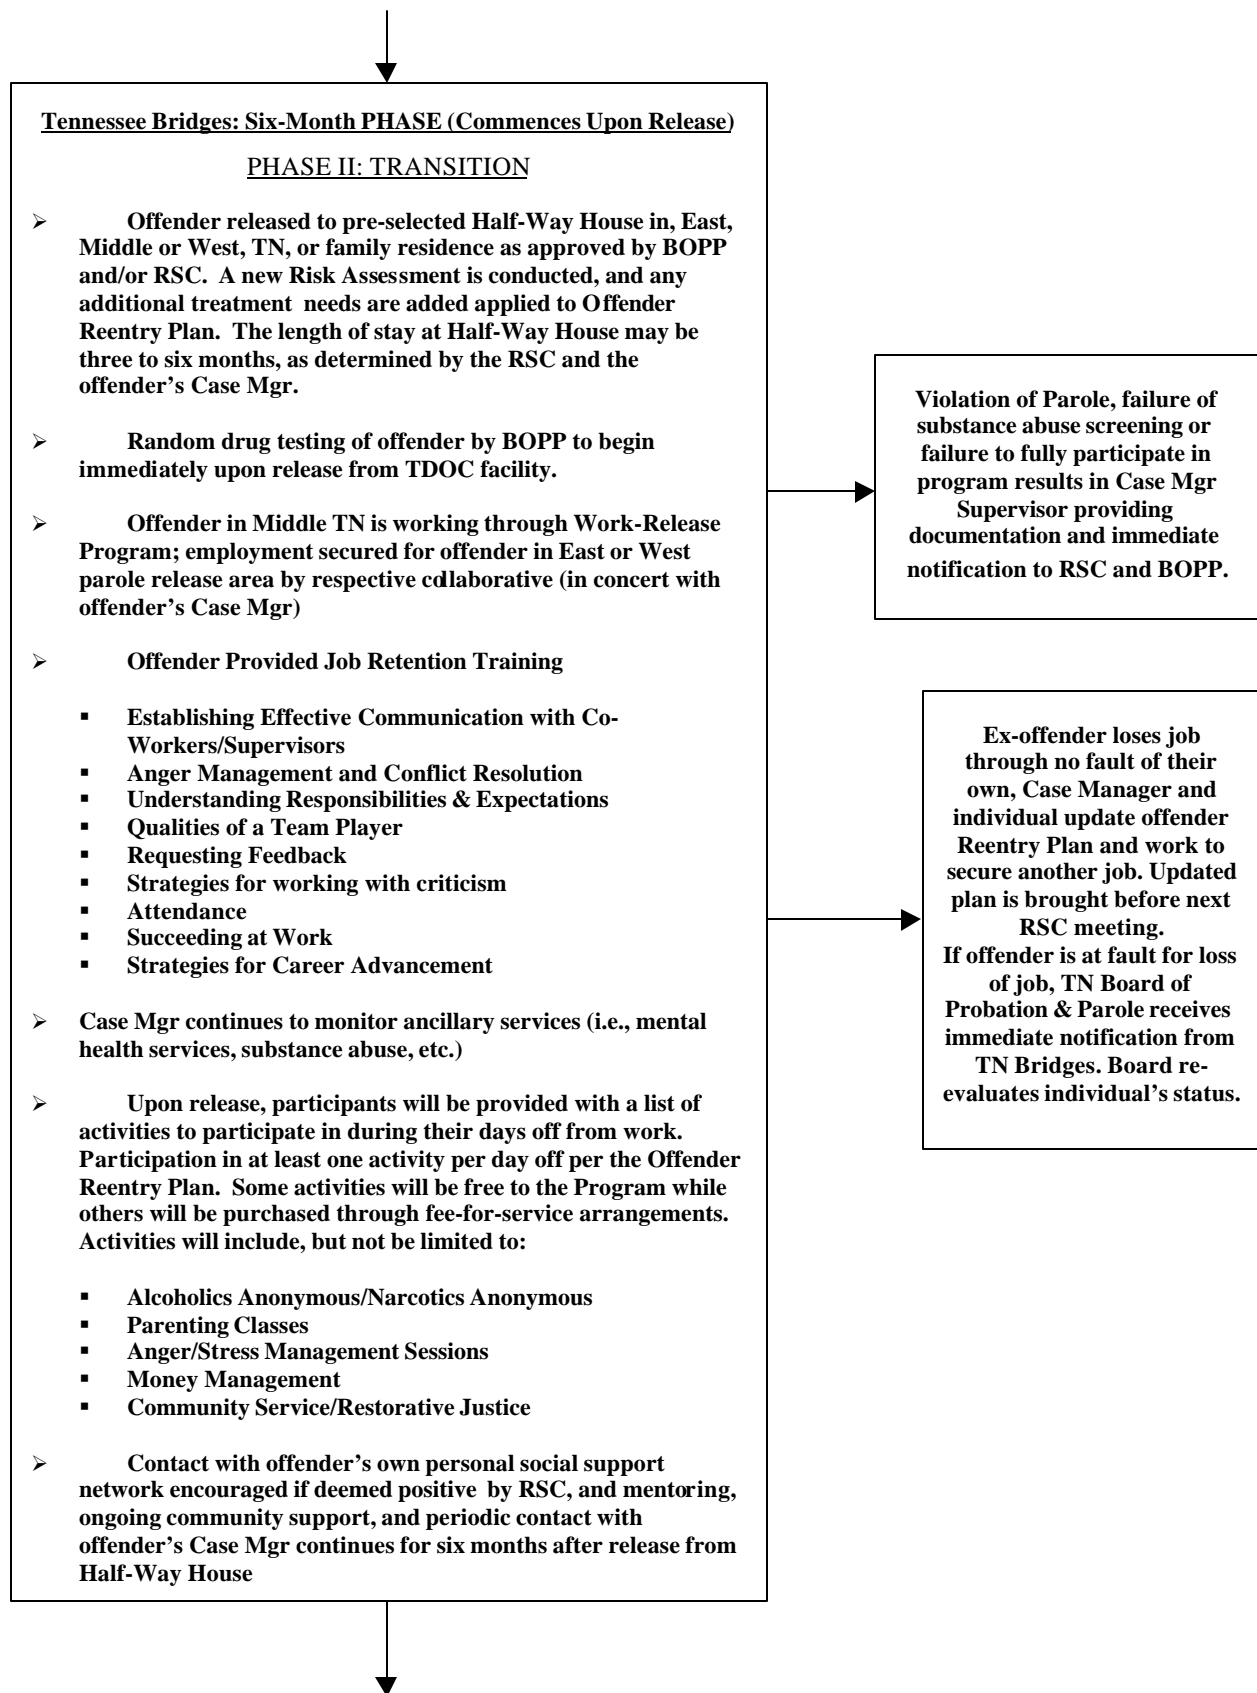 Tennessee Bridges: Six-Month PHASE (Commences Upon Release)
PHASE II: TRANSITION
➢ Offender released to pre-selected Half-Way House in, East,
Middle or West, TN, or family residence as approved by BOPP
and/or RSC. A new Risk Assessment is conducted, and any
additional treatment needs are added applied to Offender
Reentry Plan. The length of stay at Half-Way House may be
three to six months, as determined by the RSC and the
offender's Case Mgr.
➢ Random drug testing of offender by BOPP to begin
immediately upon release from TDOC facility.
➢ Offender in Middle TN is working through Work-Release
Program; employment secured for offender in East or West
parole release area by respective collaborative (in concert with
offender's Case Mgr)
➢ Offender Provided Job Retention Training
▪ Establishing Effective Communication with Co-
Workers/Supervisors
▪ Anger Management and Conflict Resolution
▪ Understanding Responsibilities & Expectations
▪ Qualities of a Team Player
▪ Requesting Feedback
▪ Strategies for working with criticism
▪ Attendance
▪ Succeeding at Work
▪ Strategies for Career Advancement
➢ Case Mgr continues to monitor ancillary services (i.e., mental
health services, substance abuse, etc.)
➢ Upon release, participants will be provided with a list of
activities to participate in during their days off from work.
Participation in at least one activity per day off per the Offender
Reentry Plan. Some activities will be free to the Program while
others will be purchased through fee-for-service arrangements.
Activities will include, but not be limited to:
▪ Alcoholics Anonymous/Narcotics Anonymous
▪ Parenting Classes
▪ Anger/Stress Management Sessions
▪ Money Management
▪ Community Service/Restorative Justice
➢ Contact with offender's own personal social support
network encouraged if deemed positive by RSC, and mentoring,
ongoing community support, and periodic contact with
offender's Case Mgr continues for six months after release from
Half-Way House
Violation of Parole, failure of
substance abuse screening or
failure to fully participate in
program results in Case Mgr
Supervisor providing
documentation and immediate
notification to RSC and BOPP.
Ex-offender loses job
through no fault of their
own, Case Manager and
individual update offender
Reentry Plan and work to
secure another job. Updated
plan is brought before next
RSC meeting.
If offender is at fault for loss
of job, TN Board of
Probation & Parole receives
immediate notification from
TN Bridges. Board re-
evaluates individual's status.